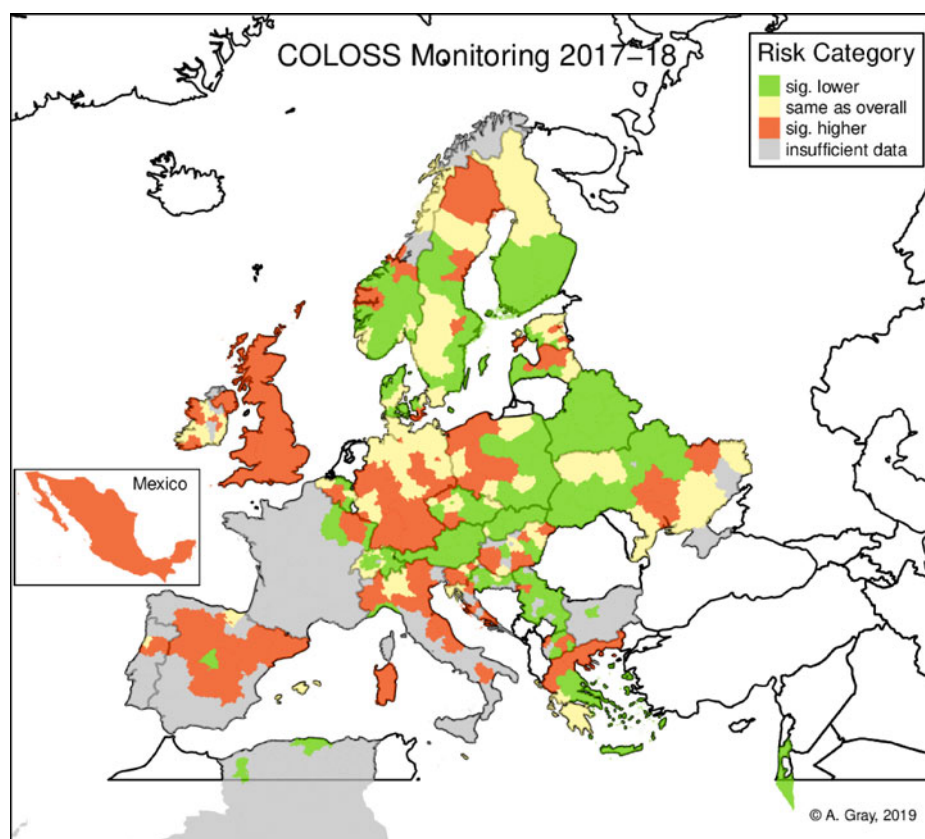 COLOSS Monitoring 2017–18
Risk Category
sig. lower
same as overall
sig. higher
insufficient data
Mexico
© A. Gray, 2019